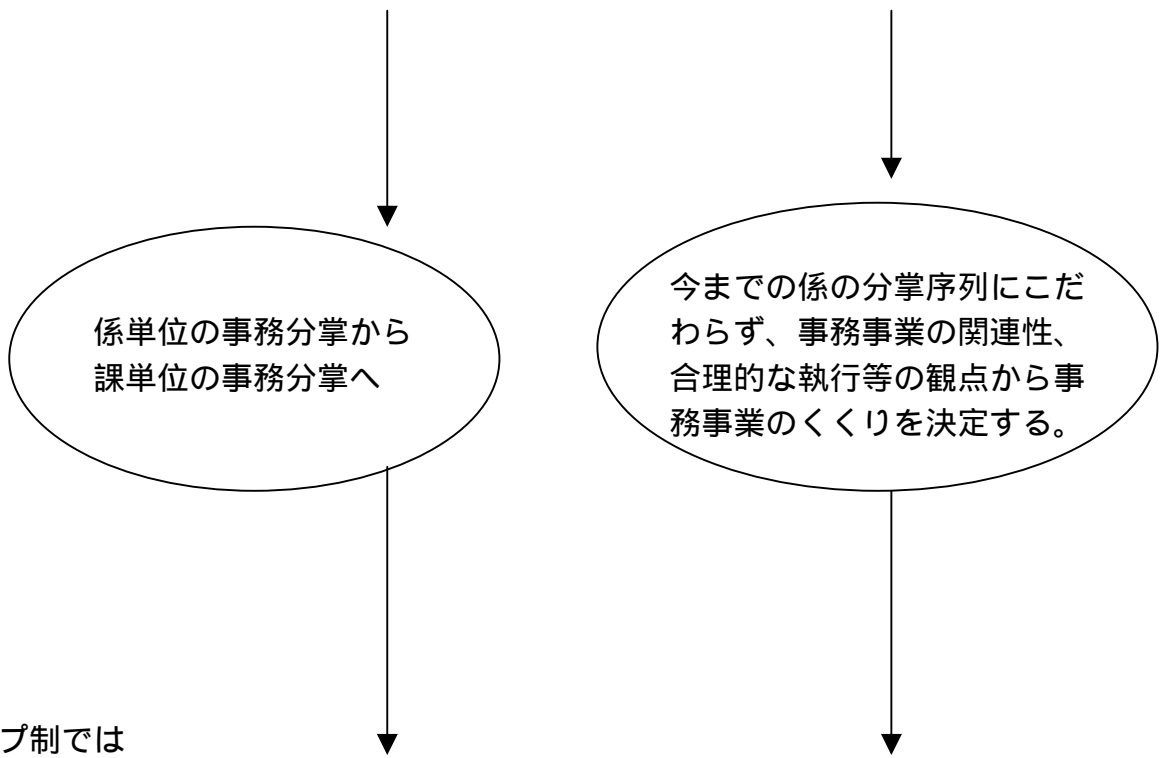 係単位の事務分掌から
課単位の事務分掌へ
今までの係の分掌序列にこだ
わらず、事務事業の関連性、
合理的な執行等の観点から事
務事業のくくりを決定する。
プ制では